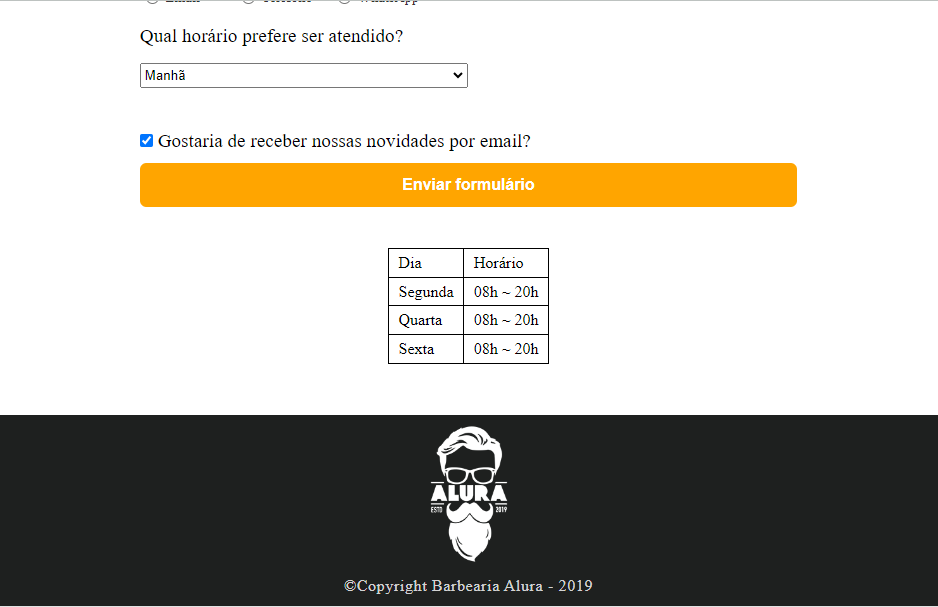 Qual horário prefere ser atendido?
Manhã
Gostaria de receber nossas novidades por email?
Enviar formulário
Dia Horário
Segunda 08h ~ 20h
Quarta 08h ~ 20h
Sexta 08h ~ 20h
ALURA
ESTD 2019
©Copyright Barbearia Alura - 2019